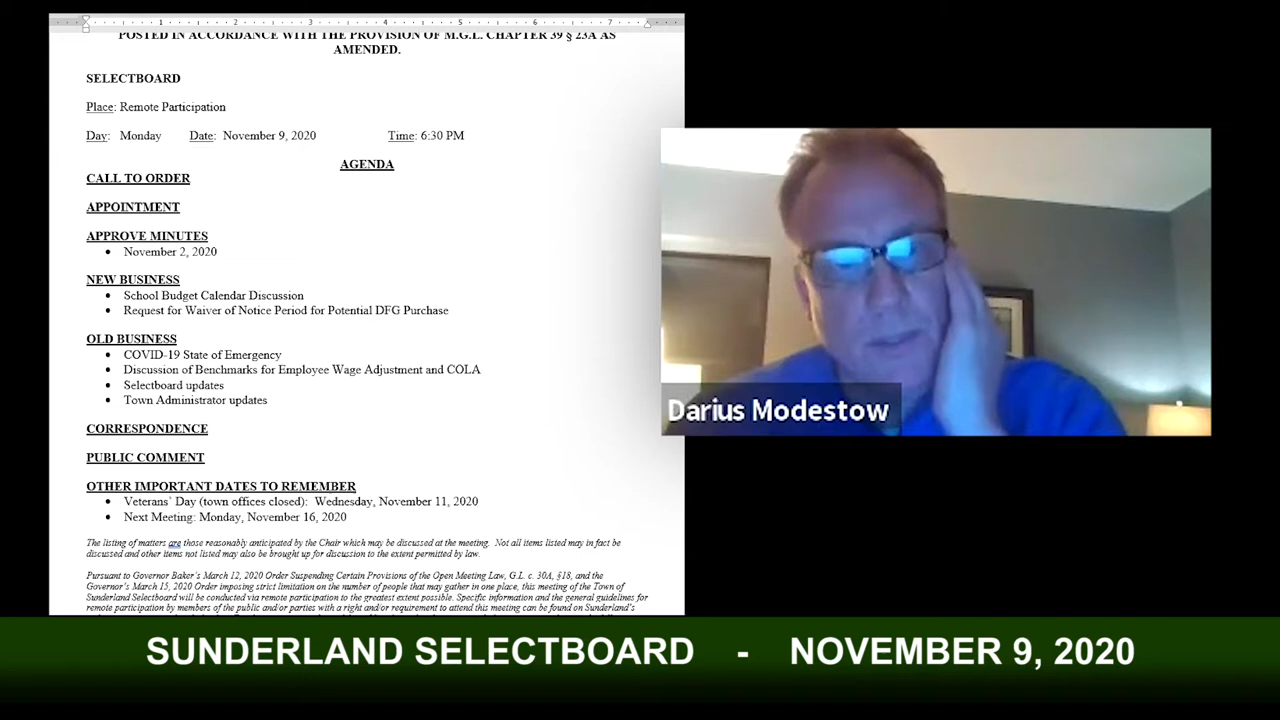 1 2 3 4 5 6 7
POSTED IN ACCORDANCE WITH THE PROVISION OF M.G.L. CHAPTER 39 § 23A AS
AMENDED.
SELECTBOARD
Place: Remote Participation
Day: Monday Date: November 9, 2020 Time: 6:30 PM
AGENDA
CALL TO ORDER
APPOINTMENT
APPROVE MINUTES
• November 2, 2020
NEW BUSINESS
• School Budget Calendar Discussion
• Request for Waiver of Notice Period for Potential DFG Purchase
OLD BUSINESS
• COVID-19 State of Emergency
• Discussion of Benchmarks for Employee Wage Adjustment and COLA
• Selectboard updates
• Town Administrator updates
CORRESPONDENCE
PUBLIC COMMENT
OTHER IMPORTANT DATES TO REMEMBER
• Veterans' Day (town offices closed): Wednesday, November 11, 2020
• Next Meeting: Monday, November 16, 2020
The listing of matters are those reasonably anticipated by the Chair which may be discussed at the meeting. Not all items listed may in fact be
discussed and other items not listed may also be brought up for discussion to the extent permitted by law.
Pursuant to Governor Baker's March 12, 2020 Order Suspending Certain Provisions of the Open Meeting Law, G.L. c. 30A, §18, and the
Governor's March 15, 2020 Order imposing strict limitation on the number of people that may gather in one place, this meeting of the Town of
Sunderland Selectboard will be conducted via remote participation to the greatest extent possible. Specific information and the general guidelines for
remote participation by members of the public and/or parties with a right and/or requirement to attend this meeting can be found on Sunderland's
Darius Modestow
SUNDERLAND SELECTBOARD - NOVEMBER 9, 2020